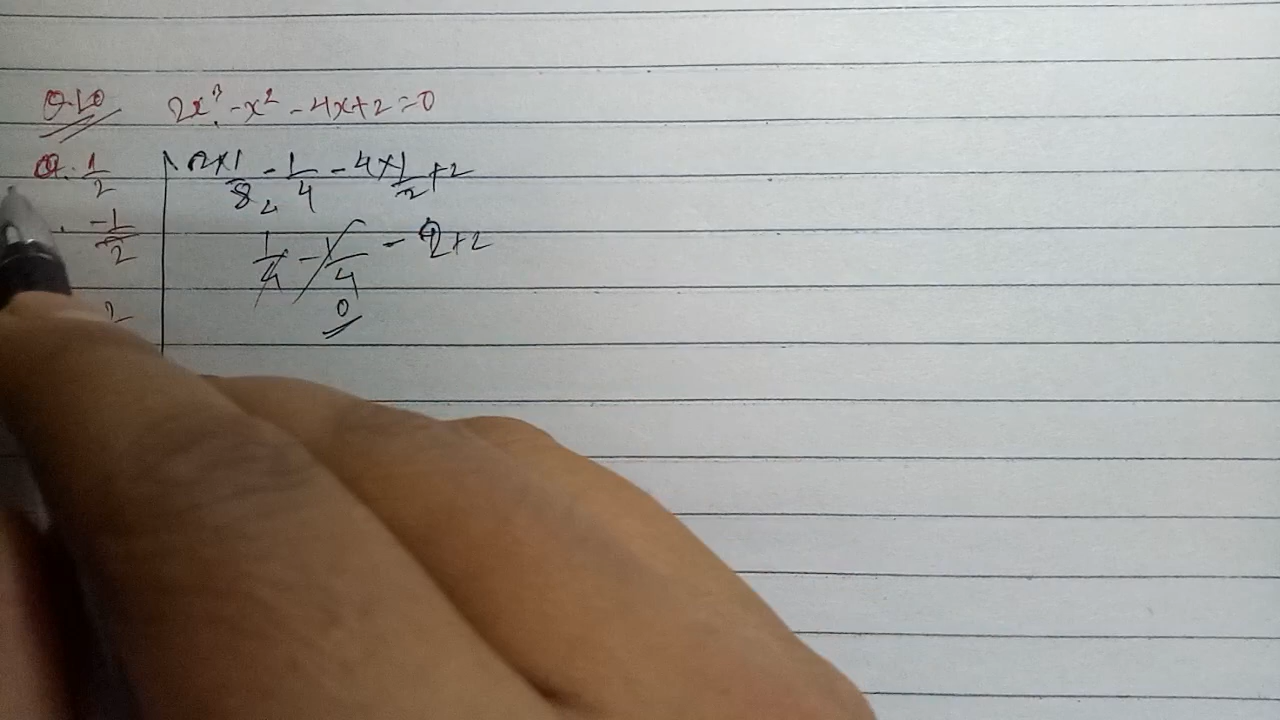 Q.10 2x³ - x² - 4x + 2 = 0
a. 1/2
2×1/8 - 1/4 - 4×1/2 + 2
-1/2
1/4 - 1/4 - 2 + 2
0